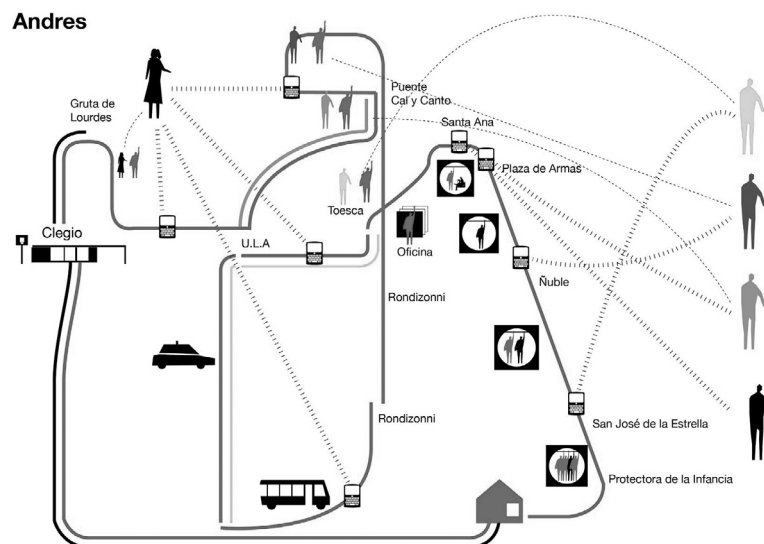 Andres
Gruta de
Lourdes
Puente
Cal y Canto
Santa Ana
Plaza de Armas
Toesca
Clegio
U.L.A
Oficina
Ñuble
Rondizonni
Rondizonni
San José de la Estrella
Protectora de la Infancia